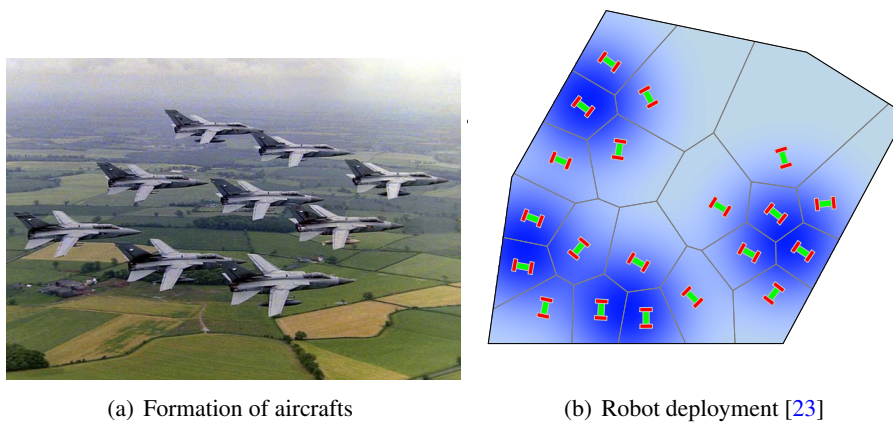 (a) Formation of aircrafts
(b) Robot deployment [23]